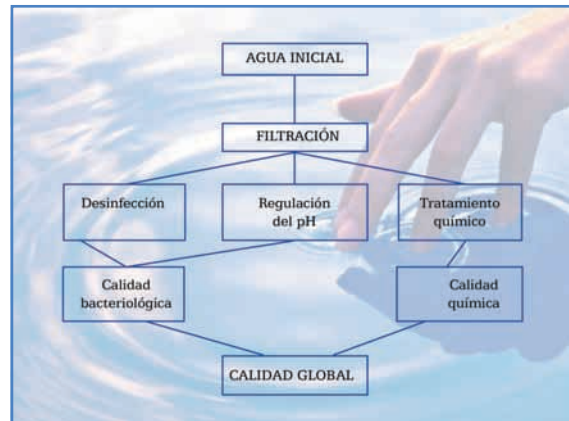 AGUA INICIAL
FILTRACIÓN
Desinfección
Regulación
del pH
Tratamiento
químico
Calidad
bacteriológica
Calidad
química
CALIDAD GLOBAL